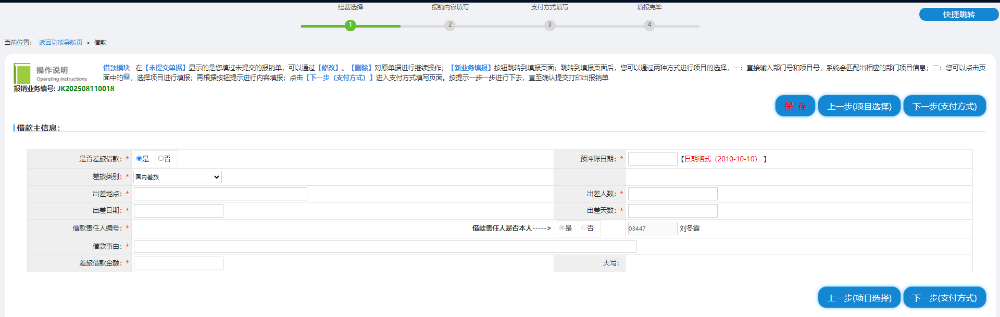 经费选择 报销内容填写 支付方式填写 填报完毕
快捷跳转
1 2 3 4
当前位置： 返回功能导航页 > 借款
操作说明
Operating instructions
借款模块 在【未提交单据】显示的是您填过未提交的报销单，可以通过【修改】、【删除】对原单据进行继续操作；【新业务填报】按钮跳转到填报页面；跳转到填报页面后，您可以通过两种方式进行项目的选择，一：直接输入部门号和项目号，系统会匹配出相应的部门项目信息；二：您可以点击页
面中的?，选择项目进行填报；再根据按钮提示进行内容填报；点击【下一步（支付方式）】进入支付方式填写页面。按提示一步一步进行下去，直至确认提交打印出报销单
报销业务编号: JK202508110018
保 存 上一步(项目选择) 下一步(支付方式)
借款主信息：
是否差旅借款：* 是 否 预冲账日期：* 【日期格式（2010-10-10） 】
差旅类别：* 国内差旅
出差地点：* 出差人数：*
出差日期：* 出差天数：*
借款责任人编号：* 借款责任人是否本人-----> 是 否 03447 刘冬霞
借款事由：*
差旅借款金额：* 大写：
上一步(项目选择) 下一步(支付方式)